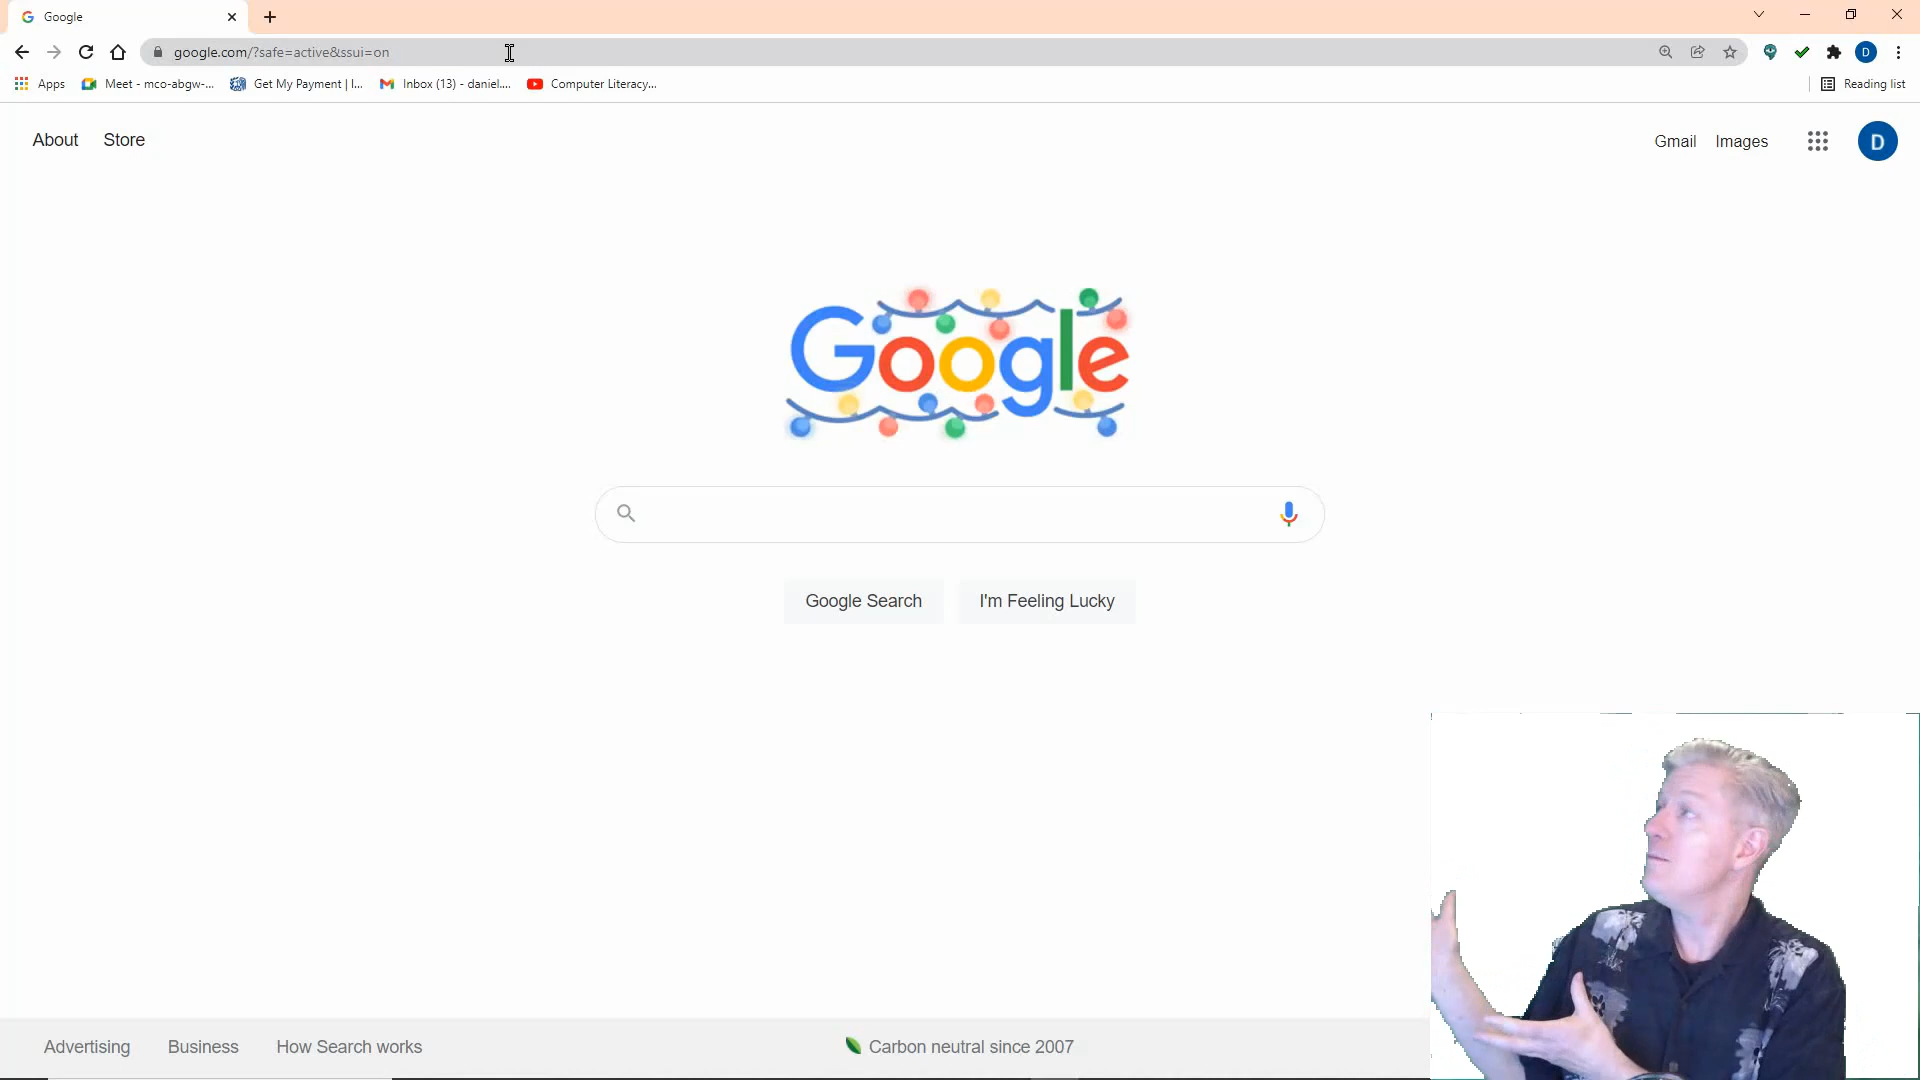 Google
google.com/?safe=active&ssui=on
D
Apps
Meet - mco-abgw-...
Get My Payment | I...
Inbox (13) - daniel....
Computer Literacy...
Reading list
About Store
Gmail Images
D
Google
Google Search
I'm Feeling Lucky
Advertising Business How Search works
Carbon neutral since 2007